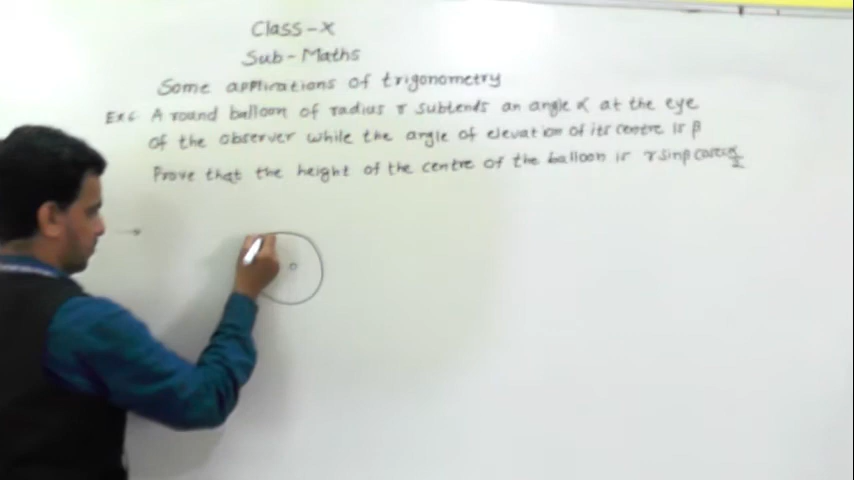 Class-X
Sub-Maths
Some applications of trigonometry
Ex6 A round balloon of radius r subtends an angle α at the eye
of the observer while the angle of elevation of its centre is β
Prove that the height of the centre of the balloon is r sinβ cosec α/2
o